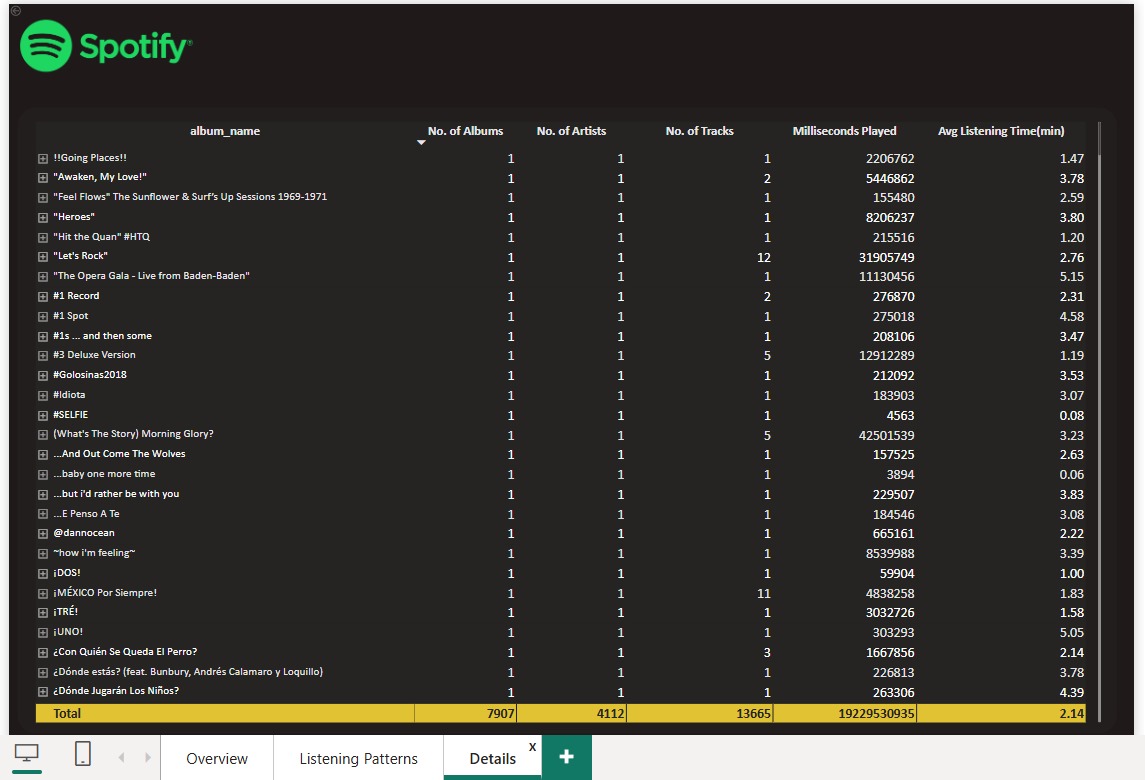 Spotify®
album_name No. of Albums No. of Artists No. of Tracks Milliseconds Played Avg Listening Time(min)
!!Going Places!! 1 1 1 2206762 1.47
"Awaken, My Love!" 1 1 2 5446862 3.78
"Feel Flows" The Sunflower & Surf's Up Sessions 1969-1971 1 1 1 155480 2.59
"Heroes" 1 1 1 8206237 3.80
"Hit the Quan" #HTQ 1 1 1 215516 1.20
"Let's Rock" 1 1 12 31905749 2.76
"The Opera Gala - Live from Baden-Baden" 1 1 1 11130456 5.15
#1 Record 1 1 2 276870 2.31
#1 Spot 1 1 1 275018 4.58
#1s ... and then some 1 1 1 208106 3.47
#3 Deluxe Version 1 1 5 12912289 1.19
#Golosinas2018 1 1 1 212092 3.53
#Idiota 1 1 1 183903 3.07
#SELFIE 1 1 1 4563 0.08
(What's The Story) Morning Glory? 1 1 5 42501539 3.23
...And Out Come The Wolves 1 1 1 157525 2.63
...baby one more time 1 1 1 3894 0.06
...but i'd rather be with you 1 1 1 229507 3.83
...E Penso A Te 1 1 1 184546 3.08
@dannocean 1 1 1 665161 2.22
~how i'm feeling~ 1 1 1 8539988 3.39
¡DOS! 1 1 1 59904 1.00
¡MÉXICO Por Siempre! 1 1 11 4838258 1.83
¡TRÉ! 1 1 1 3032726 1.58
¡UNO! 1 1 1 303293 5.05
¿Con Quién Se Queda El Perro? 1 1 3 1667856 2.14
¿Dónde estás? (feat. Bunbury, Andrés Calamaro y Loquillo) 1 1 1 226813 3.78
¿Dónde Jugarán Los Niños? 1 1 1 263306 4.39
Total 7907 4112 13665 19229530935 2.14
Overview Listening Patterns Details x +